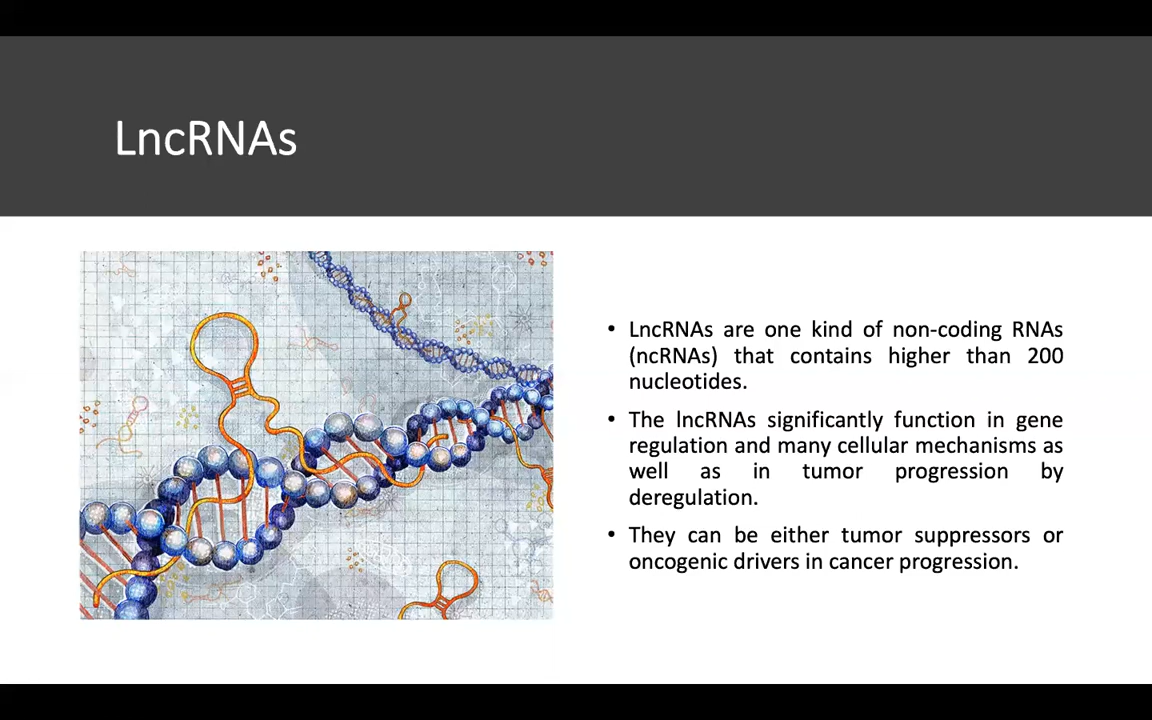 LncRNAs
• LncRNAs are one kind of non-coding RNAs
(ncRNAs) that contains higher than 200
nucleotides.
• The lncRNAs significantly function in gene
regulation and many cellular mechanisms as
well as in tumor progression by
deregulation.
• They can be either tumor suppressors or
oncogenic drivers in cancer progression.